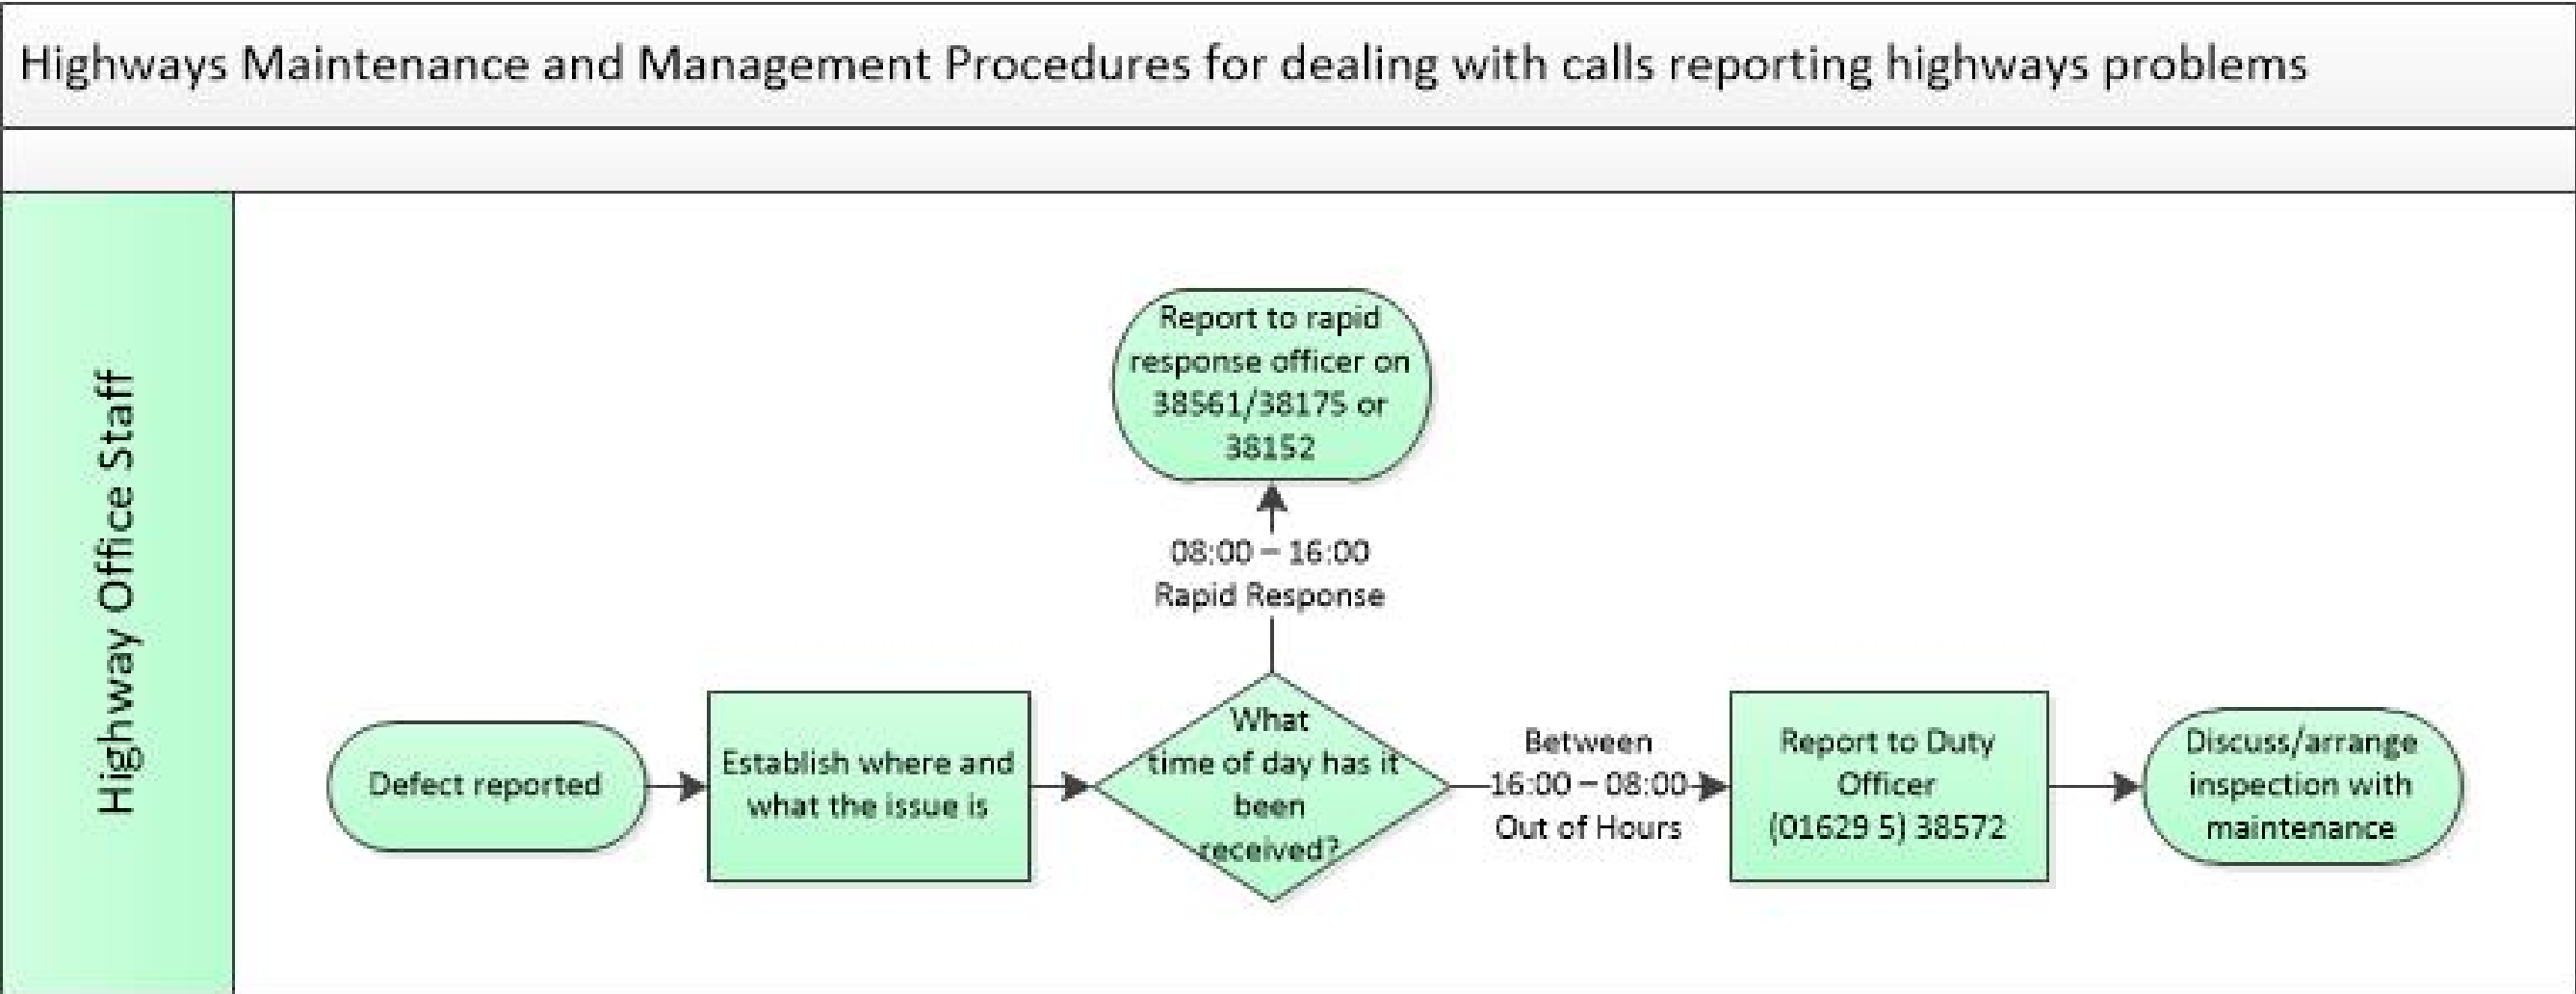 Highways Maintenance and Management Procedures for dealing with calls reporting highways problems
Highway Office Staff
Report to rapid
response officer on
38561/38175 or
38152
08:00 – 16:00
Rapid Response
Defect reported
Establish where and
what the issue is
What
time of day has it
been
received?
Between
16:00 – 08:00
Out of Hours
Report to Duty
Officer
(01629 5) 38572
Discuss/arrange
inspection with
maintenance